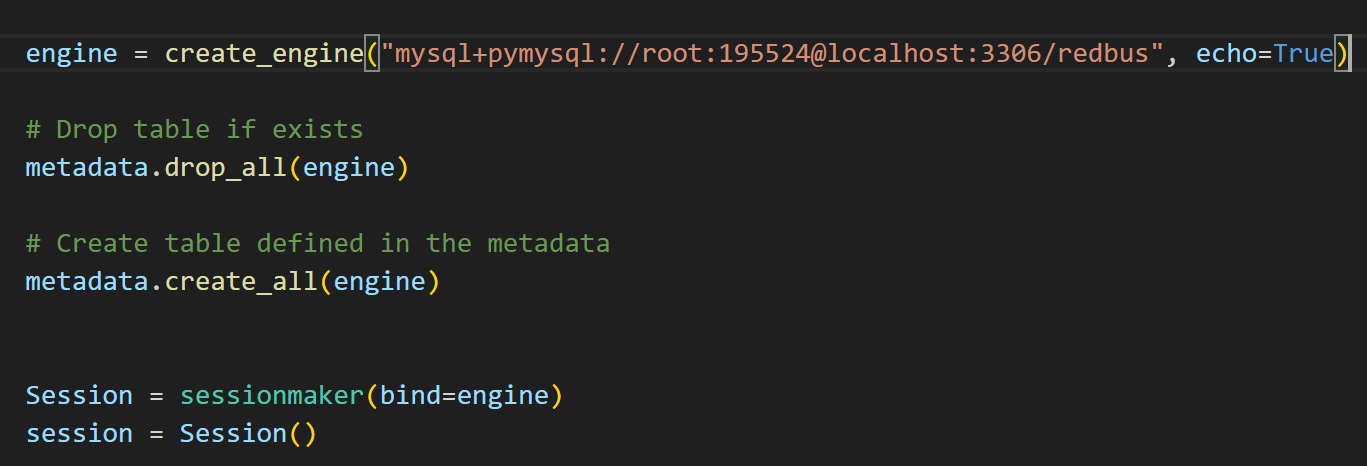 engine = create_engine("mysql+pymysql://root:195524@localhost:3306/redbus", echo=True)
# Drop table if exists
metadata.drop_all(engine)
# Create table defined in the metadata
metadata.create_all(engine)
Session = sessionmaker(bind=engine)
session = Session()